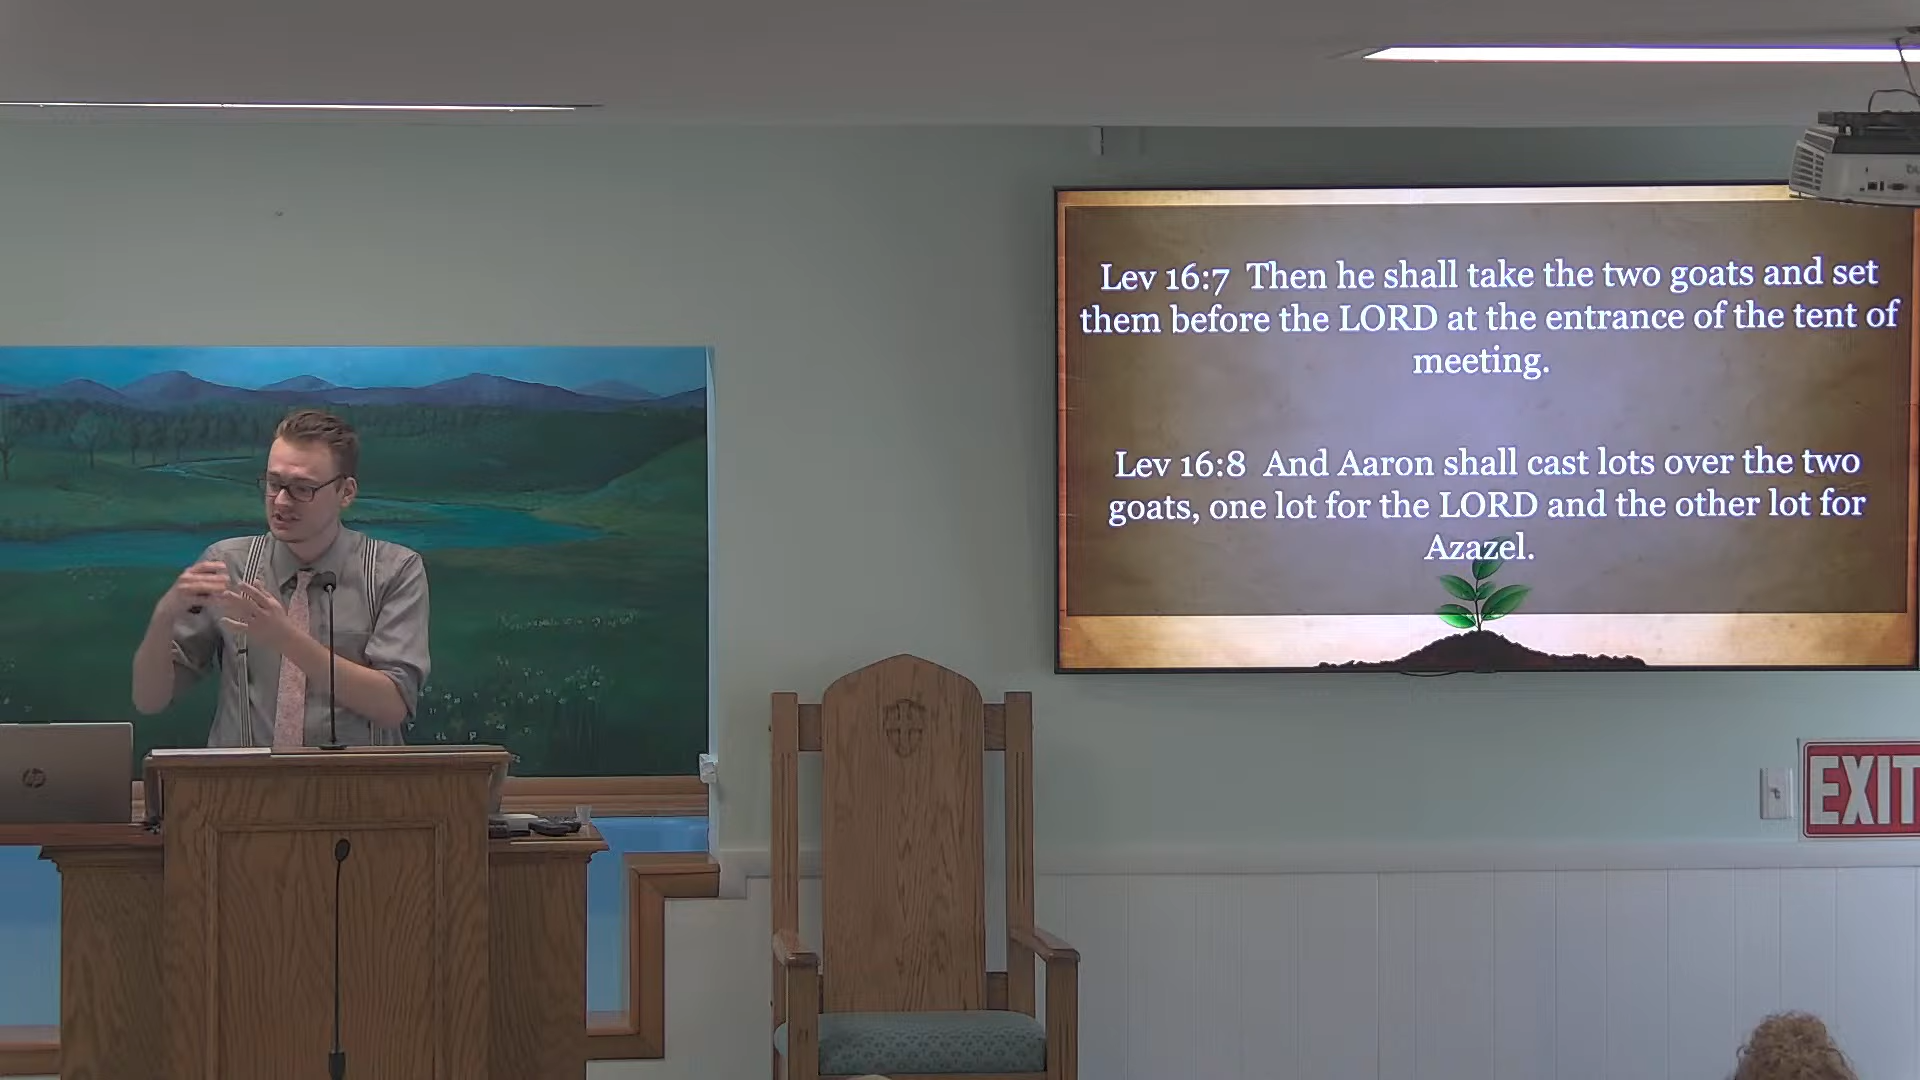 Lev 16:7 Then he shall take the two goats and set
them before the LORD at the entrance of the tent of
meeting.
Lev 16:8 And Aaron shall cast lots over the two
goats, one lot for the LORD and the other lot for
Azazel.
hp
EXIT